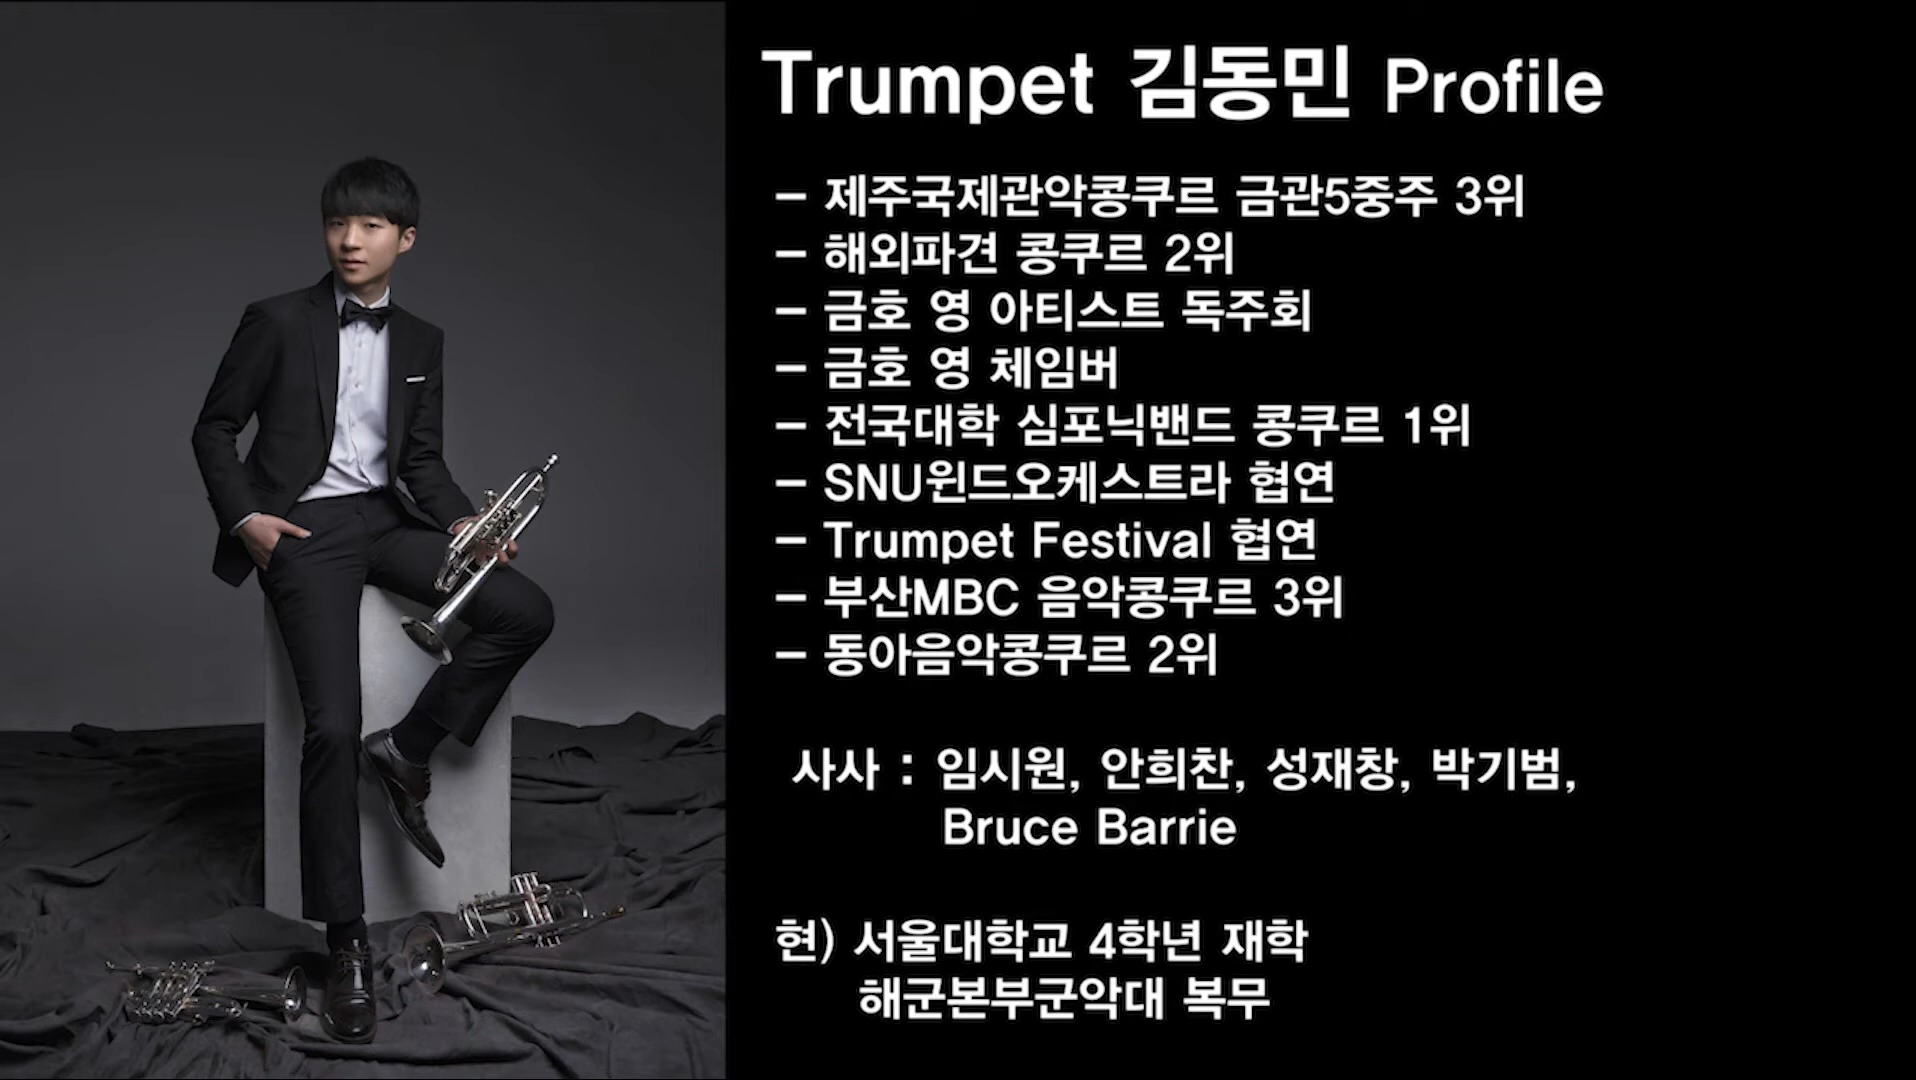 Trumpet 김동민 Profile
- 제주국제관악콩쿠르 금관5중주 3위
- 해외파견 콩쿠르 2위
- 금호 영 아티스트 독주회
- 금호 영 체임버
- 전국대학 심포닉밴드 콩쿠르 1위
- SNU윈드오케스트라 협연
- Trumpet Festival 협연
- 부산MBC 음악콩쿠르 3위
- 동아음악콩쿠르 2위
사사 : 임시원, 안희찬, 성재창, 박기범,
Bruce Barrie
현) 서울대학교 4학년 재학
해군본부군악대 복무